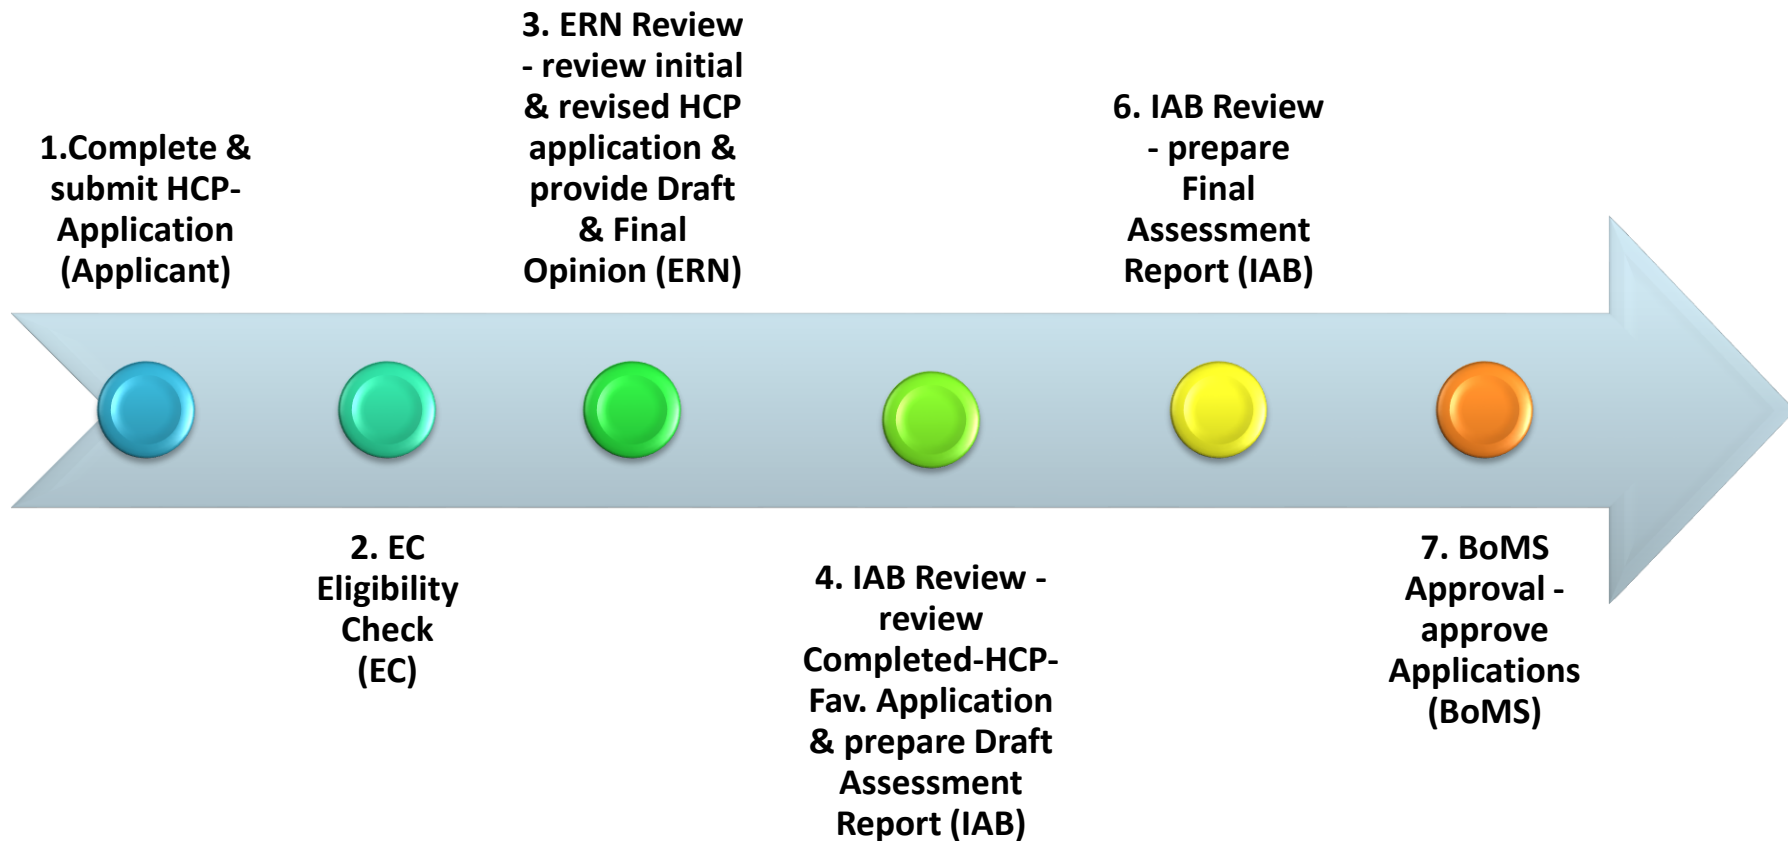 1.Complete &
submit HCP-
Application
(Applicant)
2. EC
Eligibility
Check
(EC)
3. ERN Review
- review initial
& revised HCP
application &
provide Draft
& Final
Opinion (ERN)
4. IAB Review -
review
Completed-HCP-
Fav. Application
& prepare Draft
Assessment
Report (IAB)
6. IAB Review
- prepare
Final
Assessment
Report (IAB)
7. BoMS
Approval -
approve
Applications
(BoMS)